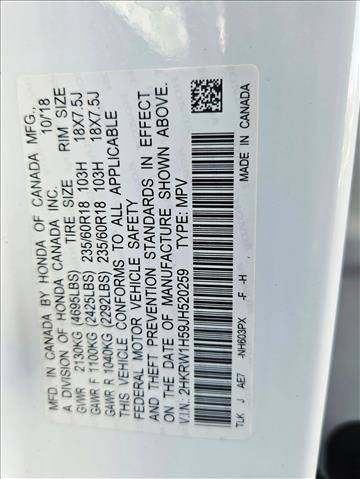 MFD. IN CANADA BY HONDA OF CANADA MFG.,
A DIVISION OF HONDA CANADA INC. 10/18
TIRE SIZE RIM SIZE
GVWR 2130KG (4695LBS)
GAWR F 1100KG (2425LBS) 235/60R18 103H 18X7.5J
GAWR R 1040KG (2292LBS) 235/60R18 103H 18X7.5J
THIS VEHICLE CONFORMS TO ALL APPLICABLE
FEDERAL MOTOR VEHICLE SAFETY
AND THEFT PREVENTION STANDARDS IN EFFECT
ON THE DATE OF MANUFACTURE SHOWN ABOVE.
V.I.N: 2HKRW1H59JH520259 TYPE: MPV
TLK J AE7 -NH603PX -F -H MADE IN CANADA